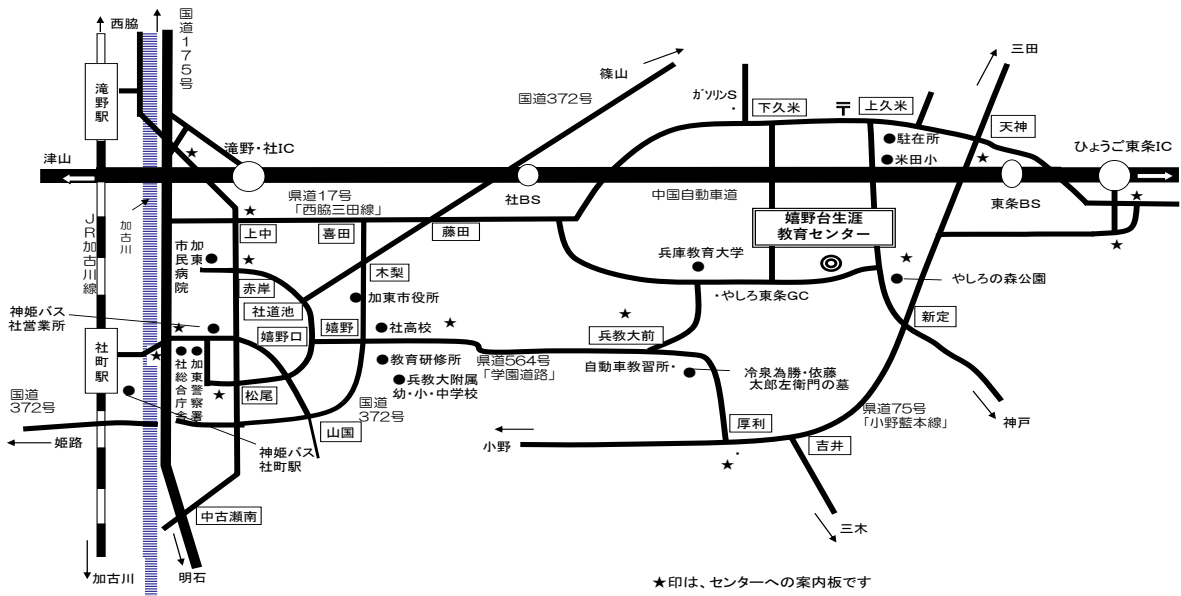 西脇
国道175号
滝野駅
津山
滝野・社IC
篠山
国道372号
ｶﾞｿﾘﾝS
下久米
〒
上久米
駐在所
米田小
三田
天神
ひょうご東条IC
社BS
中国自動車道
東条BS
県道17号
「西脇三田線」
加古川
JR加古川線
上中
喜田
藤田
嬉野台生涯
教育センター
加東
市民病院
木梨
兵庫教育大学
・やしろ東条GC
やしろの森公園
赤岸
社道池
加東市役所
神姫バス
社営業所
嬉野口
嬉野
社高校
兵教大前
新定
社町駅
教育研修所
県道564号
「学園道路」
自動車教習所・
冷泉為勝・依藤
太郎左衛門の墓
兵教大附属
幼・小・中学校
加東警察署
社総合庁舎
松尾
国道
372号
国道
372号
山国
厚利
県道75号
「小野藍本線」
神戸
姫路
神姫バス
社町駅
小野
吉井
中古瀬南
三木
加古川
明石
★印は、センターへの案内板です